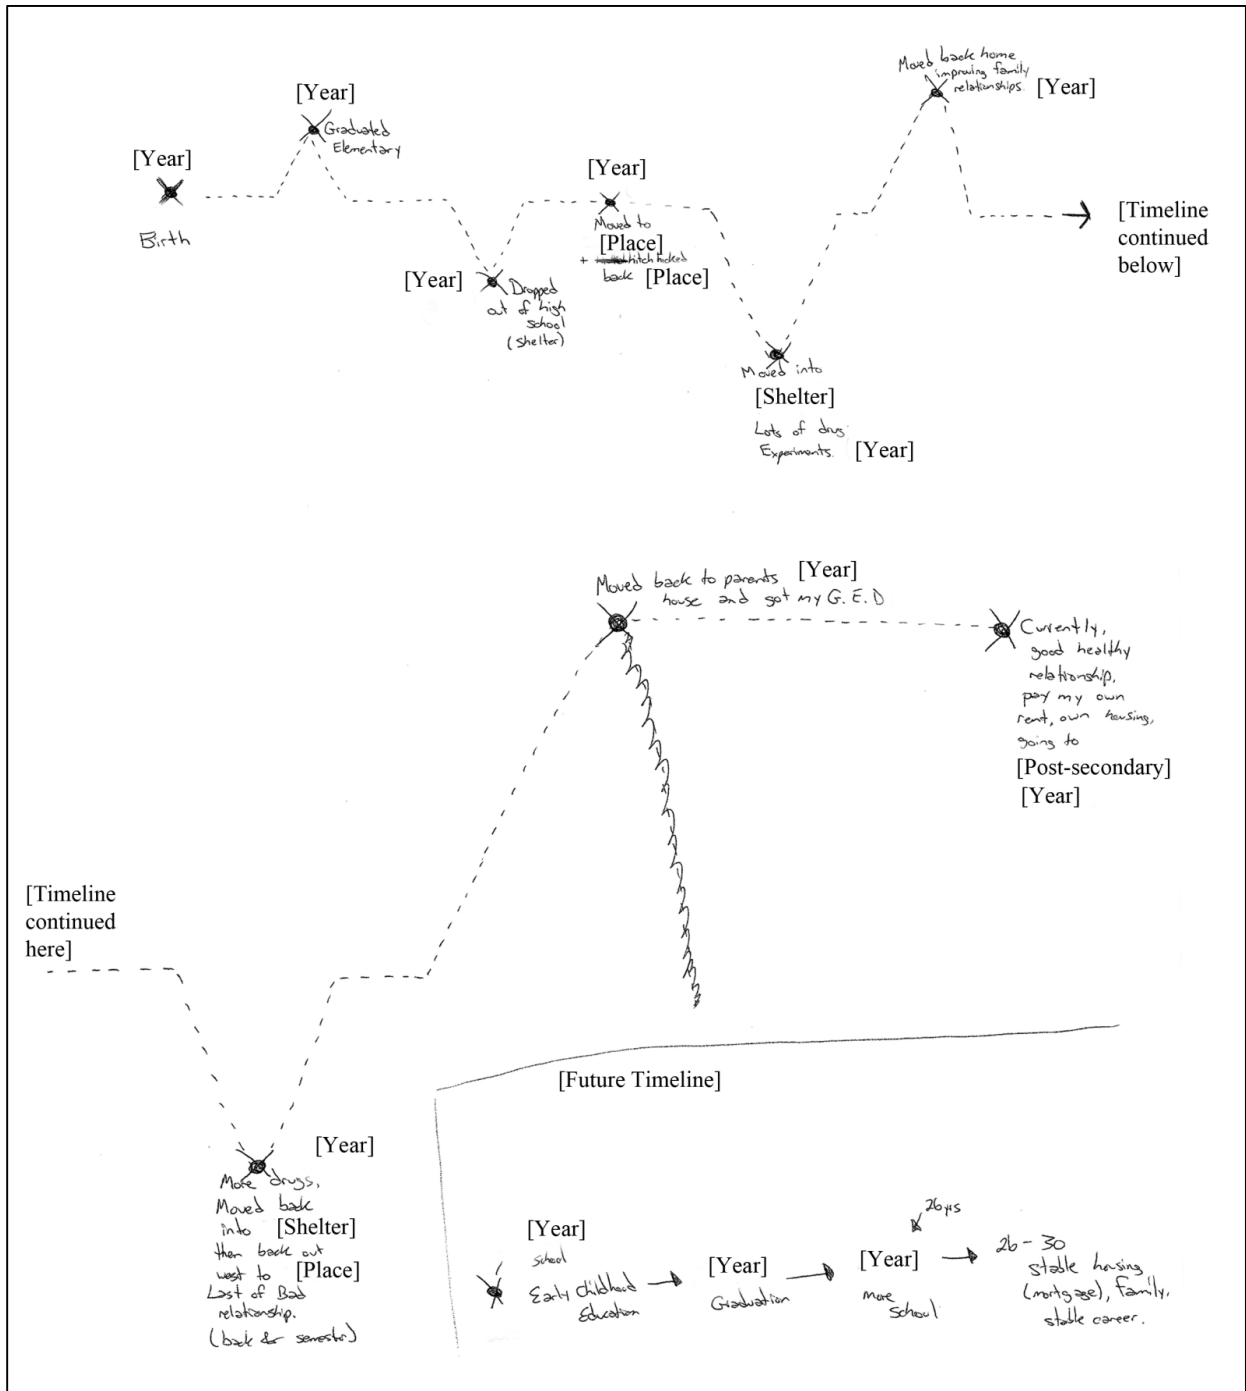 [Year]
Birth
[Year]
Graduated
Elementary
[Year]
Dropped
out of high
school
(shelter)
[Year]
Moved to
[Place]
+ hitch hicked
back [Place]
Moved into
[Shelter]
Lots of drug
Experiments. [Year]
Moved back home
improving family
relationships. [Year]
[Timeline
continued
below]
[Timeline
continued
here]
[Year]
More drugs,
Moved back
into [Shelter]
then back out
west to [Place]
Last of Bad
relationship.
(back for semester)
Moved back to parents [Year]
house and got my G.E.D
Currently,
good healthy
relationship,
pay my own
rent, own housing,
going to
[Post-secondary]
[Year]
[Future Timeline]
[Year]
school
Early Childhood
Education
[Year]
Graduation
26 yrs
[Year]
more
school
26 - 30
stable housing
(mortgage), family,
stable career.